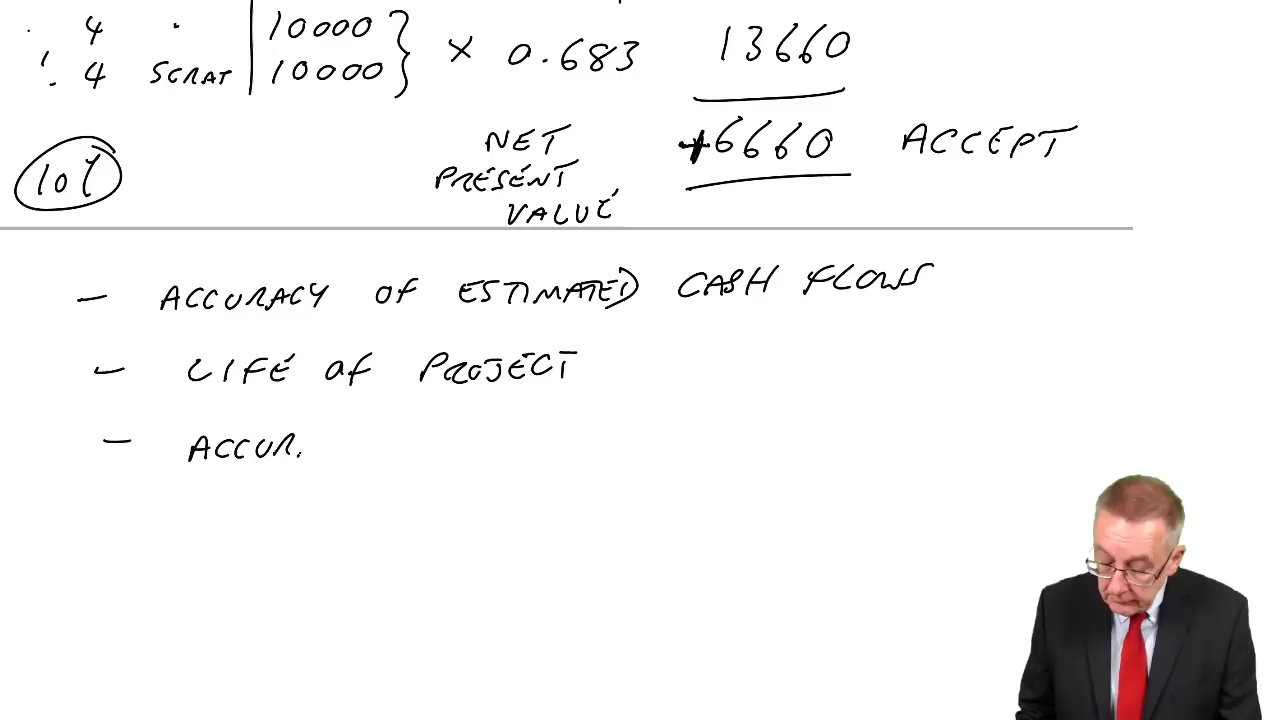 4 10000
4 SCRAP 10000 } × 0.683 13660
10% NET +6660 ACCEPT
PRESENT
VALUE
- ACCURACY OF ESTIMATED CASH FLOWS
- LIFE OF PROJECT
- ACCUR